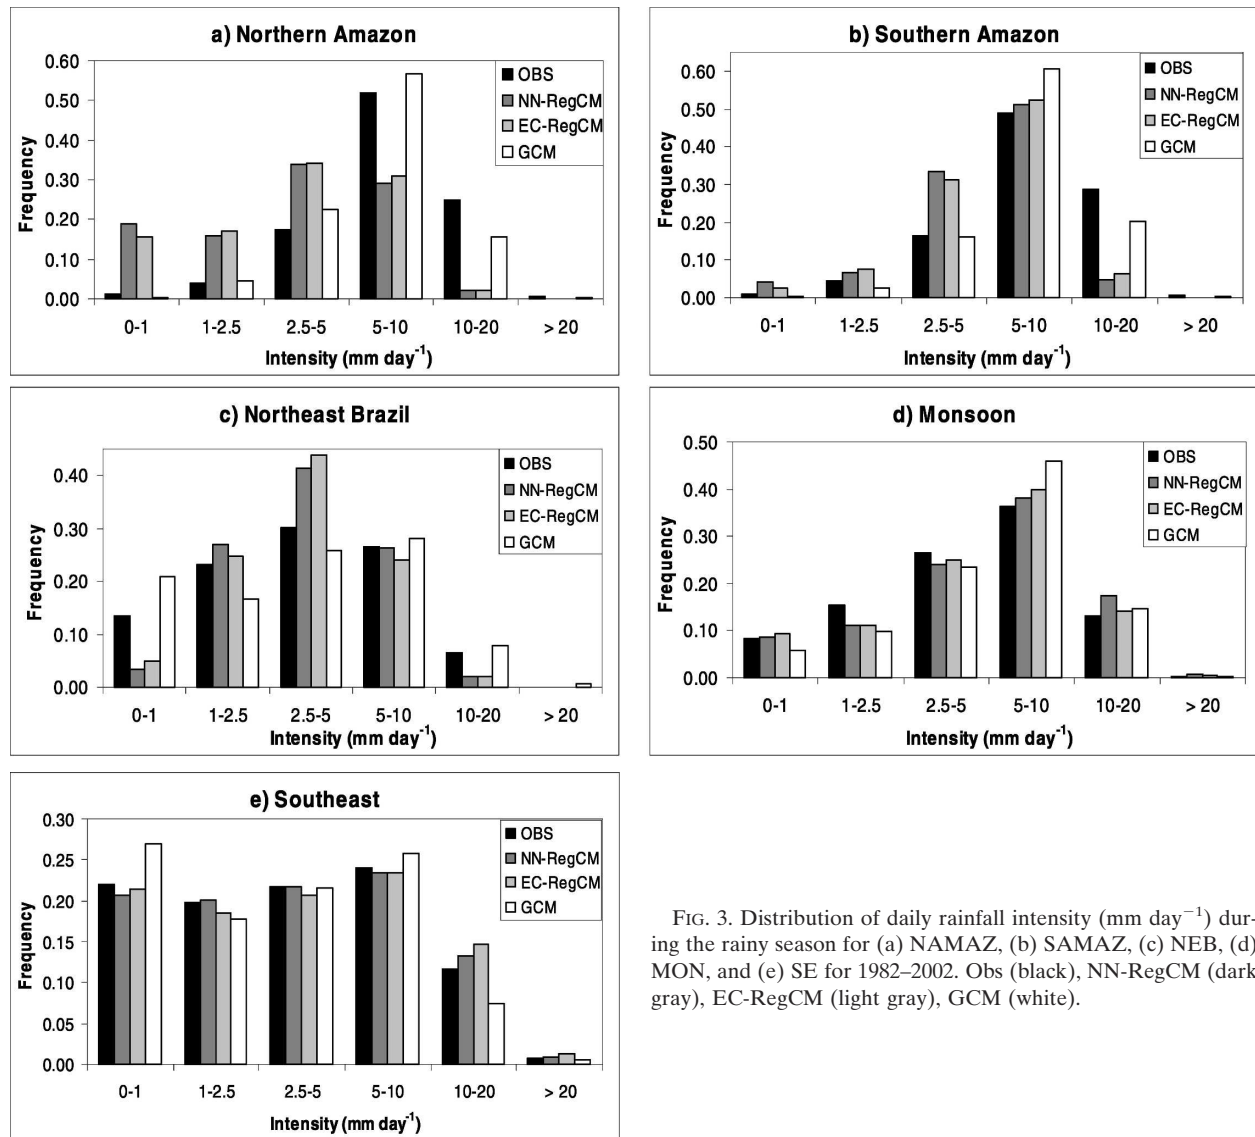 a) Northern Amazon
0.60
0.50
0.40
0.30
0.20
0.10
0.00
Frequency
OBS
NN-RegCM
EC-RegCM
GCM
0-1 1-2.5 2.5-5 5-10 10-20 > 20
Intensity (mm day⁻¹)
b) Southern Amazon
0.60
0.50
0.40
0.30
0.20
0.10
0.00
Frequency
OBS
NN-RegCM
EC-RegCM
GCM
0-1 1-2.5 2.5-5 5-10 10-20 > 20
Intensity (mm day⁻¹)
c) Northeast Brazil
0.40
0.30
0.20
0.10
0.00
Frequency
OBS
NN-RegCM
EC-RegCM
GCM
0-1 1-2.5 2.5-5 5-10 10-20 > 20
Intensity (mm day⁻¹)
d) Monsoon
0.50
0.40
0.30
0.20
0.10
0.00
Frequency
OBS
NN-RegCM
EC-RegCM
GCM
0-1 1-2.5 2.5-5 5-10 10-20 > 20
Intensity (mm day⁻¹)
e) Southeast
0.30
0.25
0.20
0.15
0.10
0.05
0.00
Frequency
OBS
NN-RegCM
EC-RegCM
GCM
0-1 1-2.5 2.5-5 5-10 10-20 > 20
Intensity (mm day⁻¹)
FIG. 3. Distribution of daily rainfall intensity (mm day⁻¹) dur-
ing the rainy season for (a) NAMAZ, (b) SAMAZ, (c) NEB, (d)
MON, and (e) SE for 1982–2002. Obs (black), NN-RegCM (dark
gray), EC-RegCM (light gray), GCM (white).